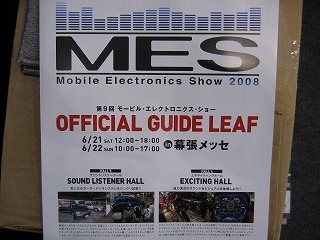 MES
Mobile Electronics Show 2008
第9回 モービル・エレクトロニクス・ショー
OFFICIAL GUIDE LEAF
6/21 SAT 12:00~18:00
6/22 SUN 10:00~17:00
in 幕張メッセ
SOUND LISTENER HALL
EXCITING HALL